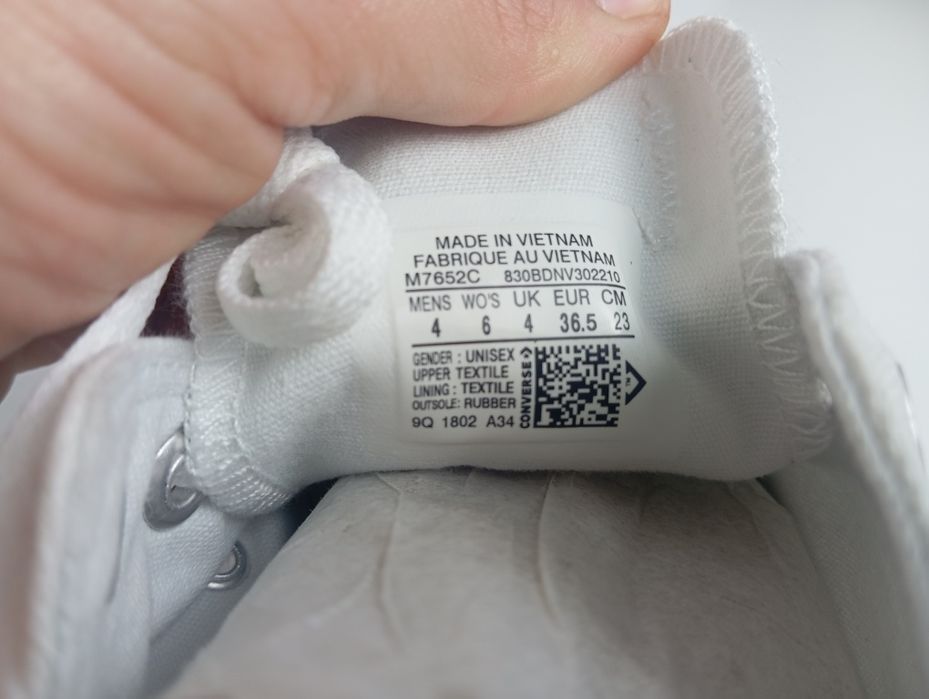 MADE IN VIETNAM
FABRIQUE AU VIETNAM
M7652C 830BDNV302210
MENS WO'S UK EUR CM
4 6 4 36.5 23
GENDER : UNISEX
UPPER TEXTILE
LINING : TEXTILE
OUTSOLE: RUBBER
9Q 1802 A34
CONVERSE